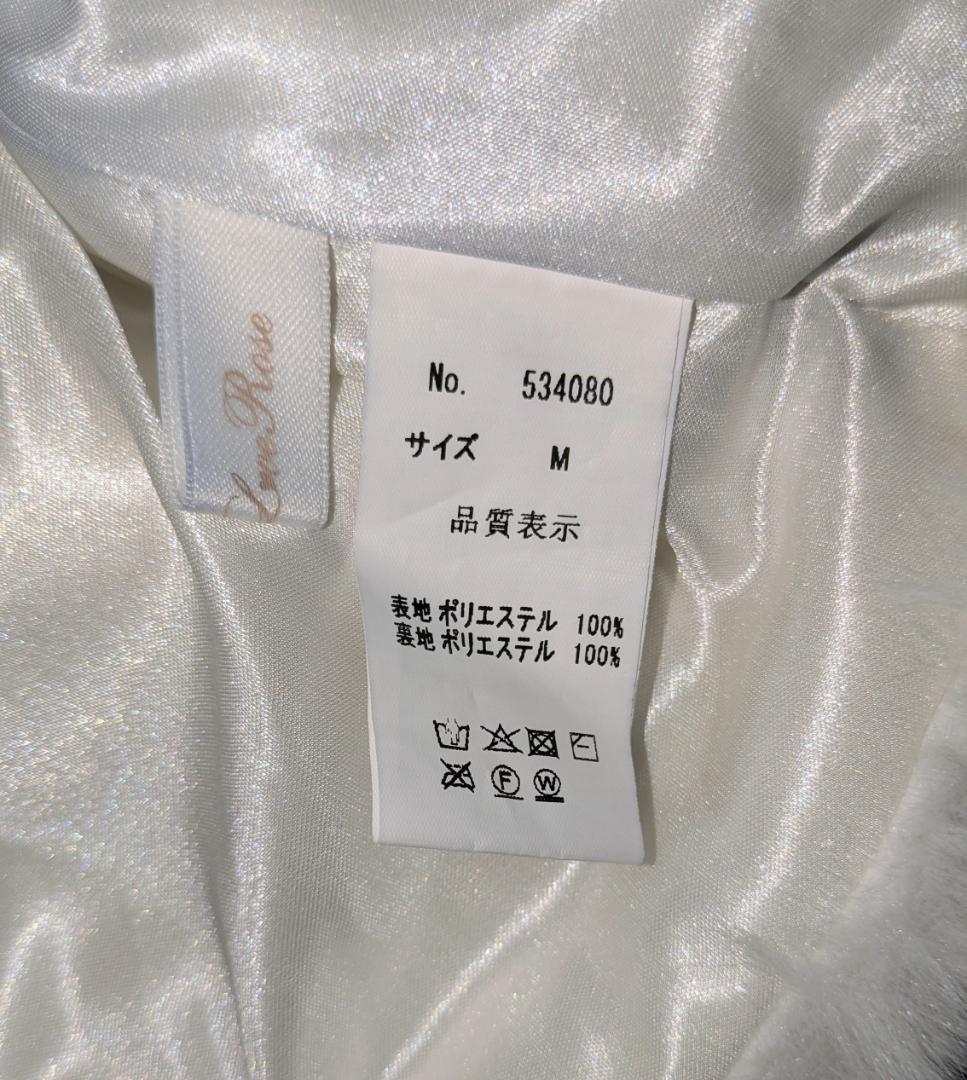 Rose
No. 534080
サイズ M
品質表示
表地 ポリエステル 100%
裏地 ポリエステル 100%
F W